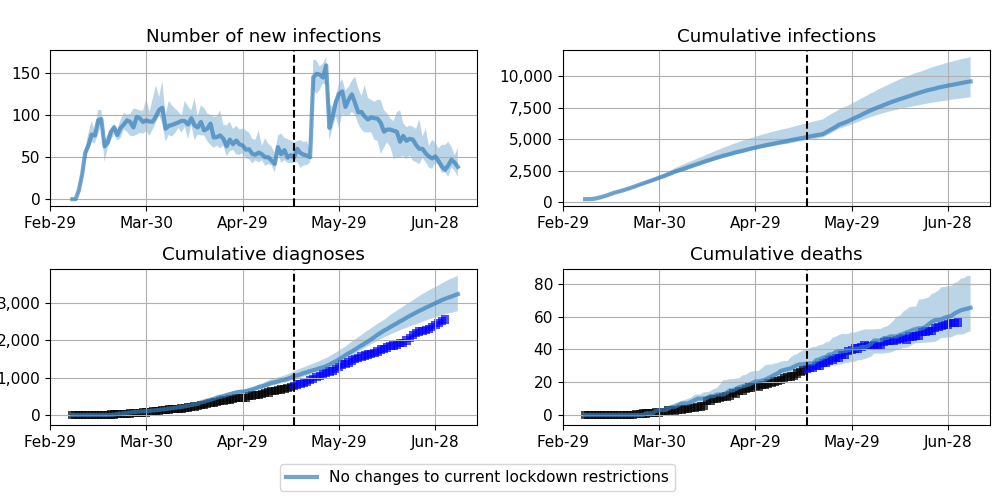 Number of new infections
150
100
50
0
Feb-29 Mar-30 Apr-29 May-29 Jun-28
Cumulative infections
10,000
7,500
5,000
2,500
0
Feb-29 Mar-30 Apr-29 May-29 Jun-28
Cumulative diagnoses
3,000
2,000
1,000
0
Feb-29 Mar-30 Apr-29 May-29 Jun-28
Cumulative deaths
80
60
40
20
0
Feb-29 Mar-30 Apr-29 May-29 Jun-28
No changes to current lockdown restrictions